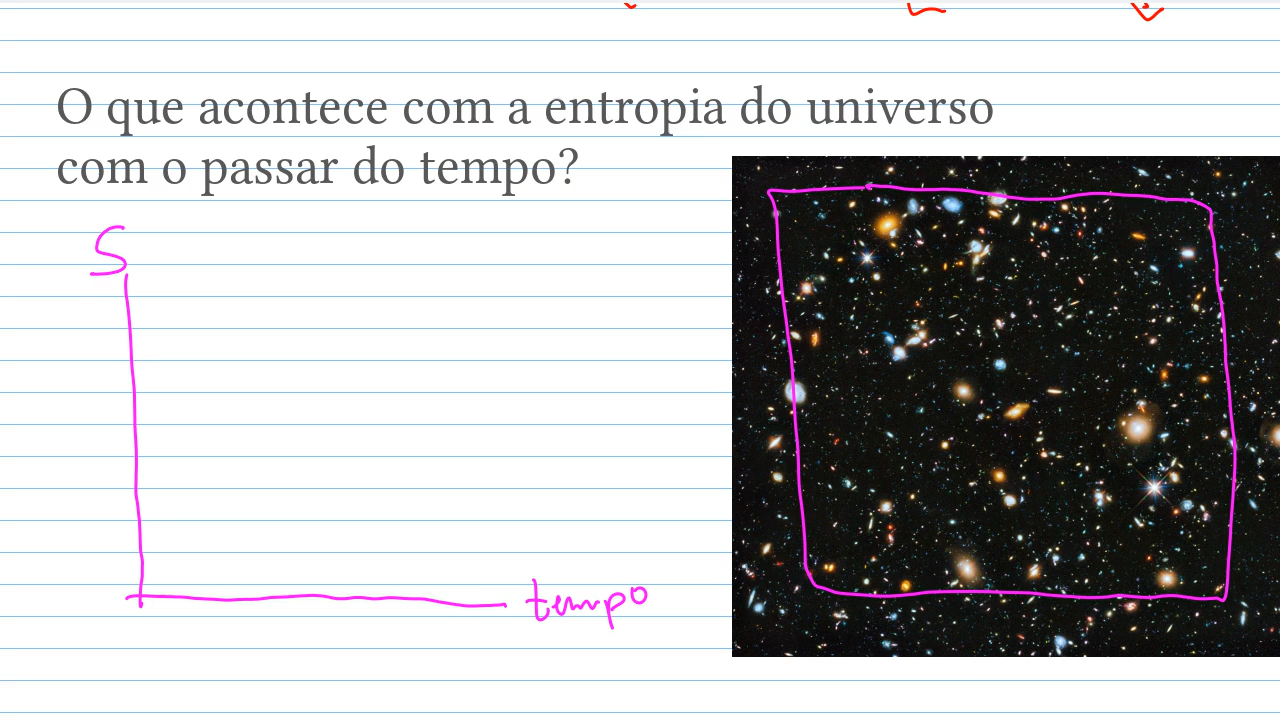 O que acontece com a entropia do universo
com o passar do tempo?
S
tempo